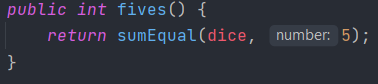 public int fives() {
    return sumEqual(dice, number: 5);
}